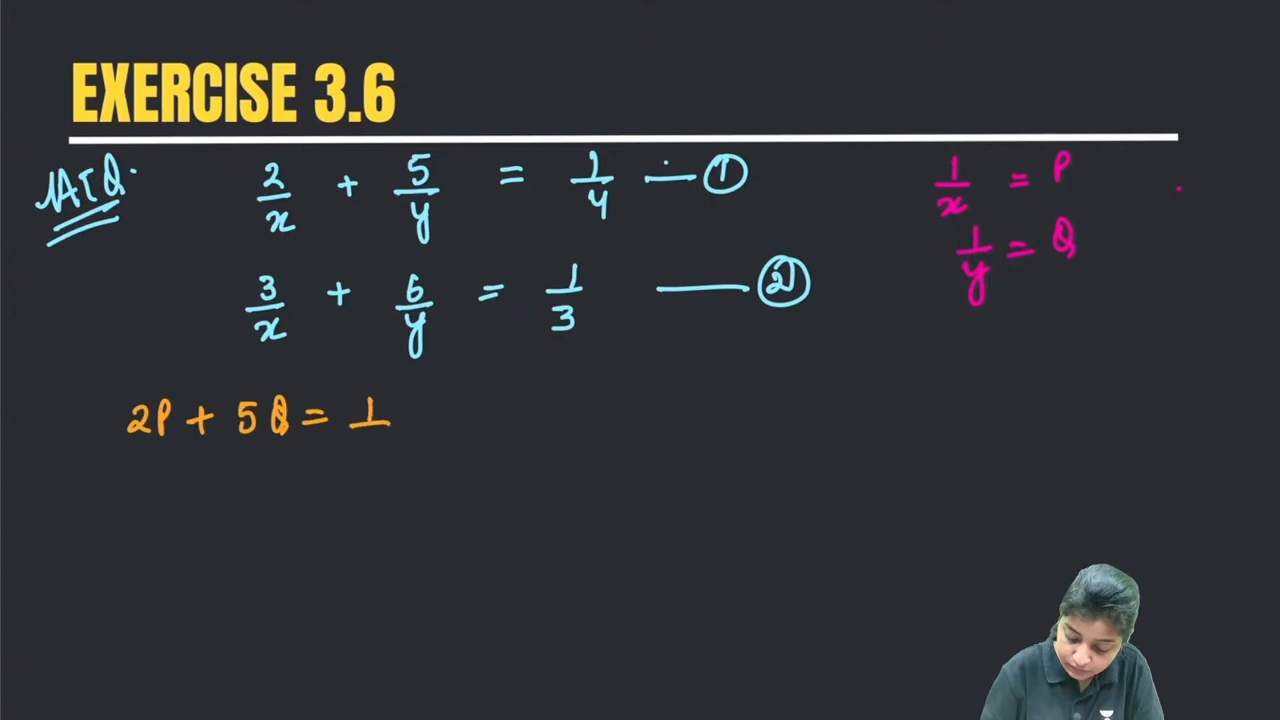 EXERCISE 3.6
ATQ.
2/x + 5/y = 1/4 — ①
3/x + 6/y = 1/3 — ②
1/x = P
1/y = Q
2P + 5Q = 1